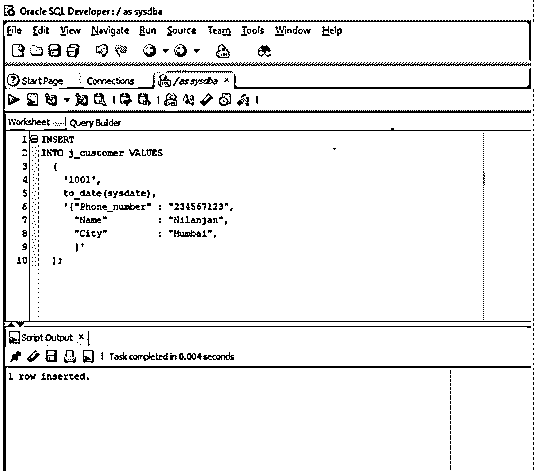 Oracle SQL Developer : / as sysdba
File Edit View Navigate Run Source Team Tools Window Help
Start Page Connections / as sysdba
Worksheet Query Builder
1 INSERT
2 INTO j_customer VALUES
3 (
4 '1001',
5 to_date(sysdate),
6 '{"Phone_number" : "234567123",
7 "Name" : "Nilanjan",
8 "City" : "Mumbai",
9 }'
10 );
Script Output
Task completed in 0.004 seconds
1 row inserted.